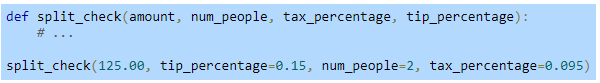 def split_check(amount, num_people, tax_percentage, tip_percentage):
    # ...
split_check(125.00, tip_percentage=0.15, num_people=2, tax_percentage=0.095)